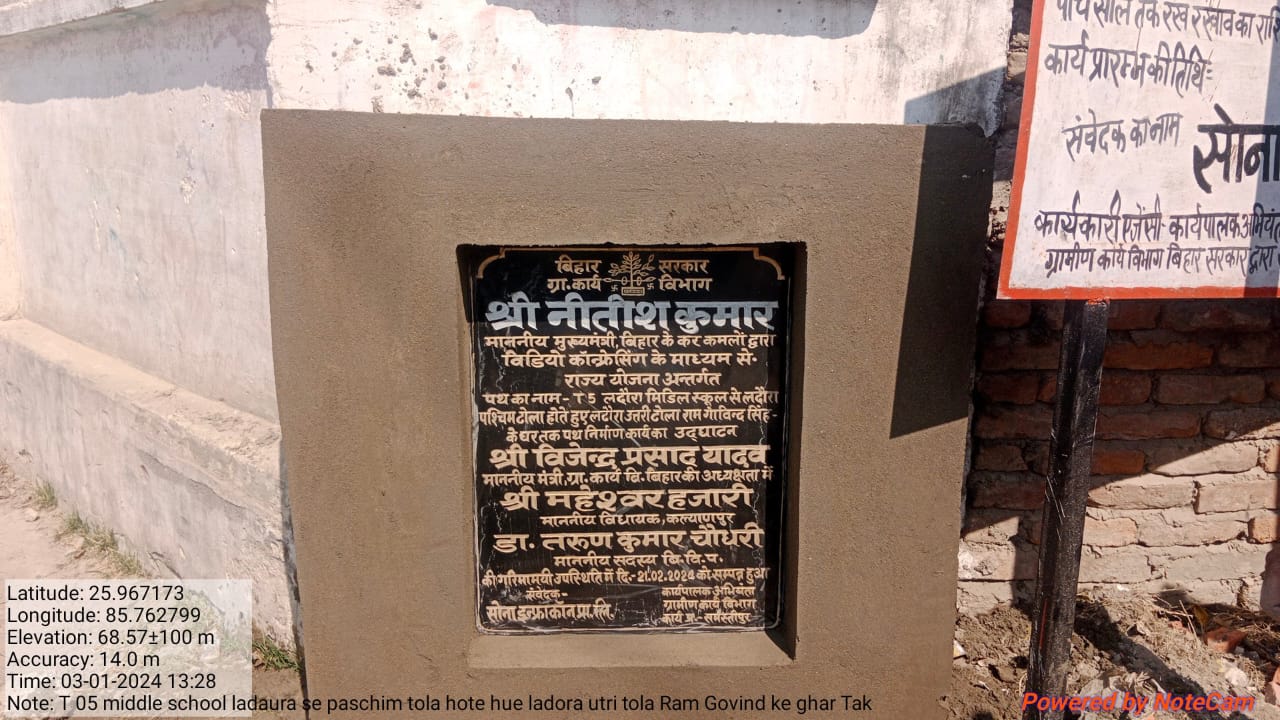 बिहार सरकार
ग्रा. कार्य विभाग
श्री नीतीश कुमार
माननीय मुख्यमंत्री, बिहार के कर कमलों द्वारा
विडियो कॉन्फ्रेसिंग के माध्यम से-
राज्य योजना अन्तर्गत
पथ का नाम- T5 लदौरा मिडिल स्कूल से लदौरा
पश्चिम टोला होते हुए लदौरा उत्तरी टोला राम गोविन्द सिंह-
के घर तक पथ निर्माण कार्य का उद्घाटन
श्री विजेन्द्र प्रसाद यादव
माननीय मंत्री, ग्रा. कार्य वि. बिहार की अध्यक्षता में
श्री महेश्वर हजारी
माननीय विधायक, कल्याणपुर
डा. तरुण कुमार चौधरी
माननीय सदस्य बि. वि. प.
की गरिमामयी उपस्थिति में दि.-21.02.2024 को सम्पन्न हुआ
संवेदक-
सोना इन्फ्राकॉन प्रा. लि.
कार्यपालक अभियंता
ग्रामीण कार्य विभाग
कार्य प्र.- समस्तीपुर
पांच साल तक रख रखाव का
कार्य प्रारम्भ की तिथि:-
संवेदक का नाम सोना
कार्यकारी एजेंसी- कार्यपालक
ग्रामीण कार्य विभाग बिहार सरकार द्वारा
Latitude: 25.967173
Longitude: 85.762799
Elevation: 68.57±100 m
Accuracy: 14.0 m
Time: 03-01-2024 13:28
Note: T 05 middle school ladaura se paschim tola hote hue ladora utri tola Ram Govind ke ghar Tak
Powered by NoteCam